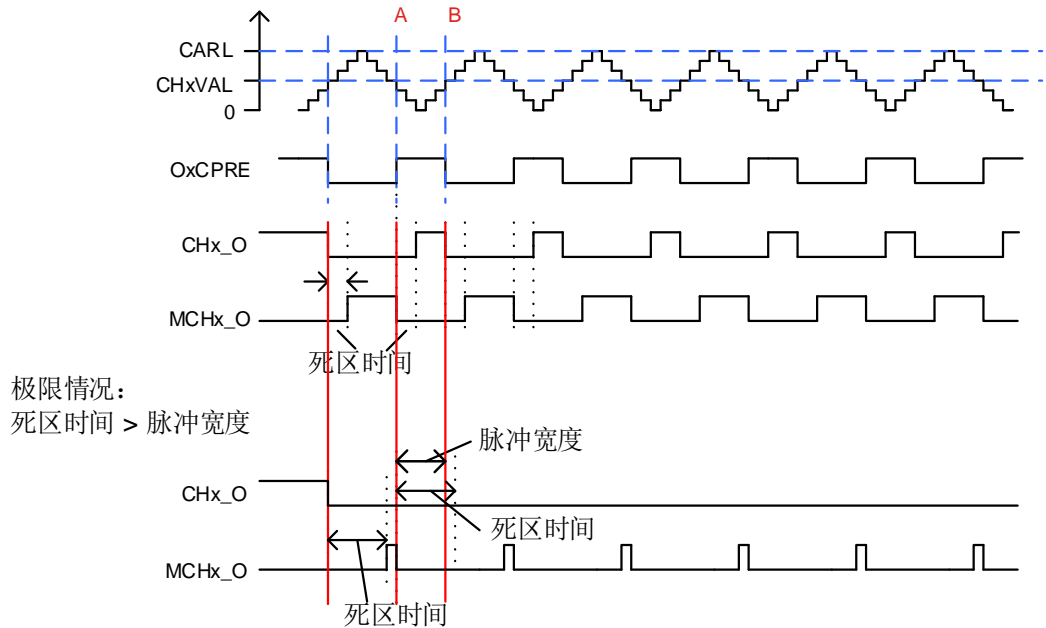 A B
CARL
CHxVAL
0
OxCPRE
CHx_O
MCHx_O
死区时间
极限情况：
死区时间 > 脉冲宽度
脉冲宽度
CHx_O
死区时间
MCHx_O
死区时间